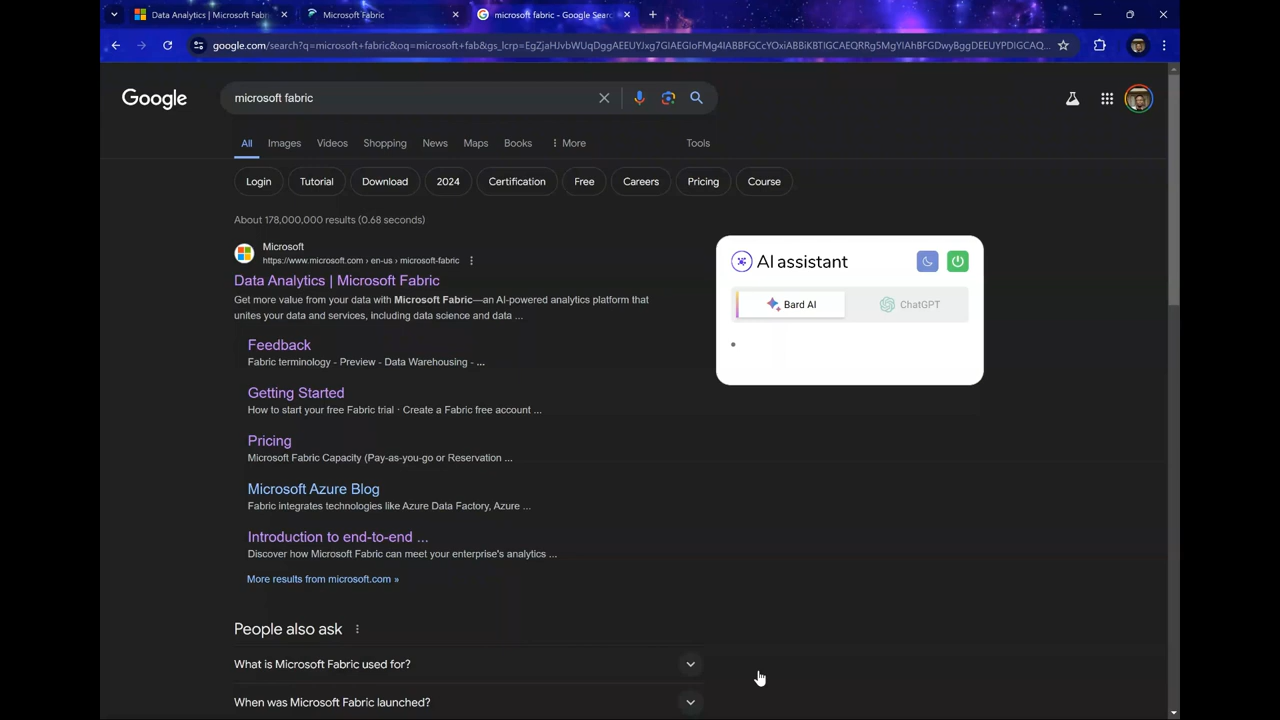 Data Analytics | Microsoft Fabr
Microsoft Fabric
microsoft fabric - Google Searc
google.com/search?q=microsoft+fabric&oq=microsoft+fab&gs_lcrp=EgZjaHJvbWUqDggAEEUYJxg7GIAEGIoFMg4IABBFGCcYOxiABBiKBTIGCAEQRRg5MgYIAhBFGDwyBggDEEUYPDIGCAQ...
Google
microsoft fabric
All
Images
Videos
Shopping
News
Maps
Books
More
Tools
Login
Tutorial
Download
2024
Certification
Free
Careers
Pricing
Course
About 178,000,000 results (0.68 seconds)
Microsoft
https://www.microsoft.com › en-us › microsoft-fabric
Data Analytics | Microsoft Fabric
Get more value from your data with Microsoft Fabric—an AI-powered analytics platform that
unites your data and services, including data science and data ...
Feedback
Fabric terminology - Preview - Data Warehousing - ...
Getting Started
How to start your free Fabric trial · Create a Fabric free account ...
Pricing
Microsoft Fabric Capacity (Pay-as-you-go or Reservation ...
Microsoft Azure Blog
Fabric integrates technologies like Azure Data Factory, Azure ...
Introduction to end-to-end ...
Discover how Microsoft Fabric can meet your enterprise's analytics ...
More results from microsoft.com »
AI assistant
Bard AI
ChatGPT
People also ask
What is Microsoft Fabric used for?
When was Microsoft Fabric launched?